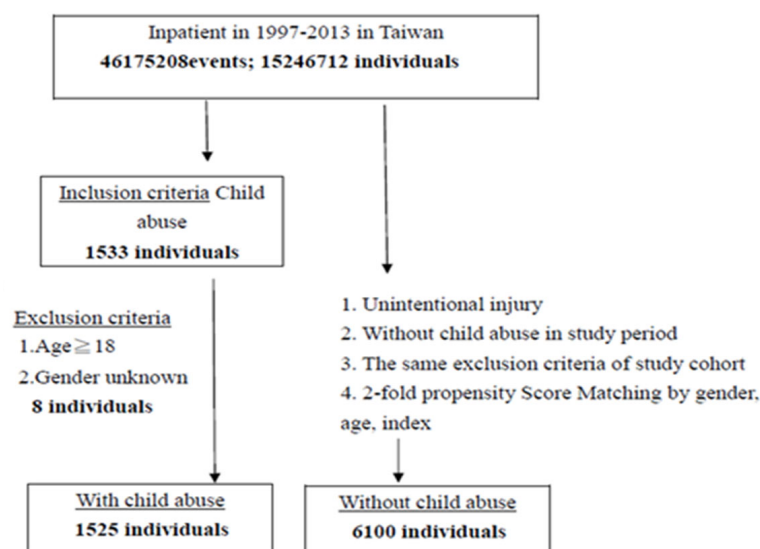 Inpatient in 1997-2013 in Taiwan
46175208events; 15246712 individuals
Inclusion criteria Child
abuse
1533 individuals
Exclusion criteria
1.Age≧18
2.Gender unknown
8 individuals
1. Unintentional injury
2. Without child abuse in study period
3. The same exclusion criteria of study cohort
4. 2-fold propensity Score Matching by gender,
age, index
With child abuse
1525 individuals
Without child abuse
6100 individuals